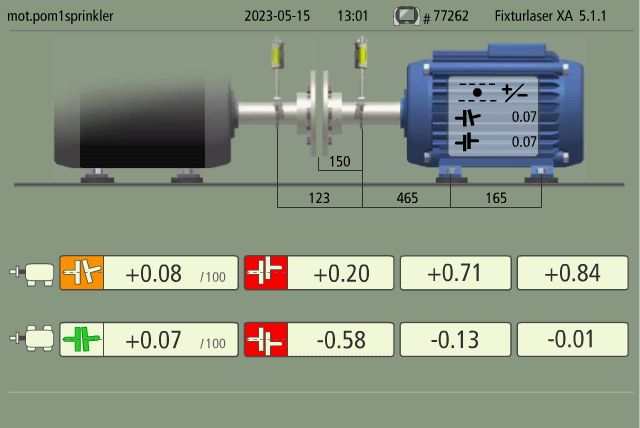 mot.pom1sprinkler 2023-05-15 13:01 # 77262 Fixturlaser XA 5.1.1
+/-
0.07
0.07
150
123 465 165
+0.08 /100 +0.20 +0.71 +0.84
+0.07 /100 -0.58 -0.13 -0.01